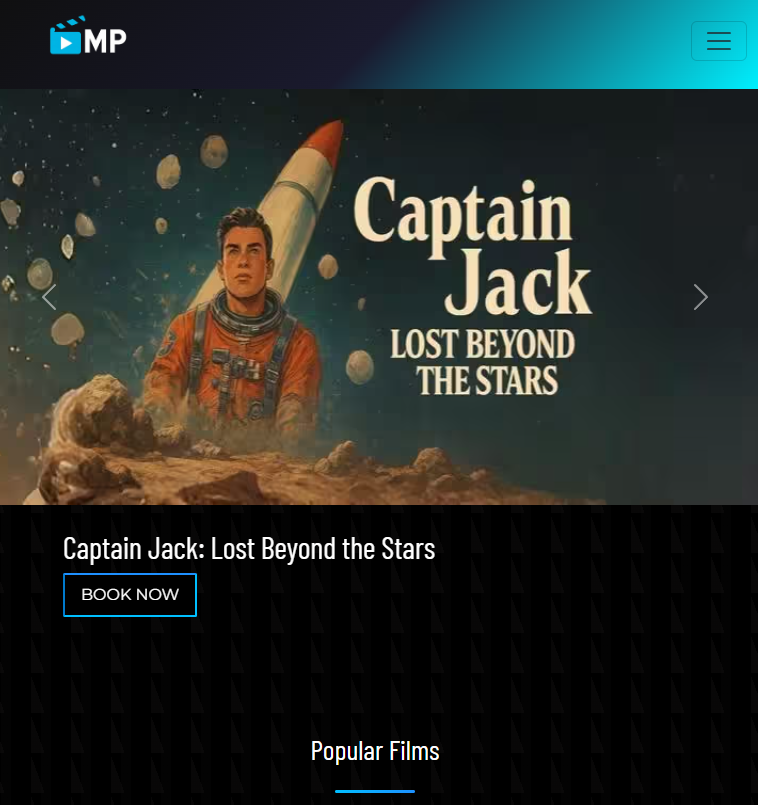 MP
Captain
Jack
LOST BEYOND
THE STARS
Captain Jack: Lost Beyond the Stars
BOOK NOW
Popular Films